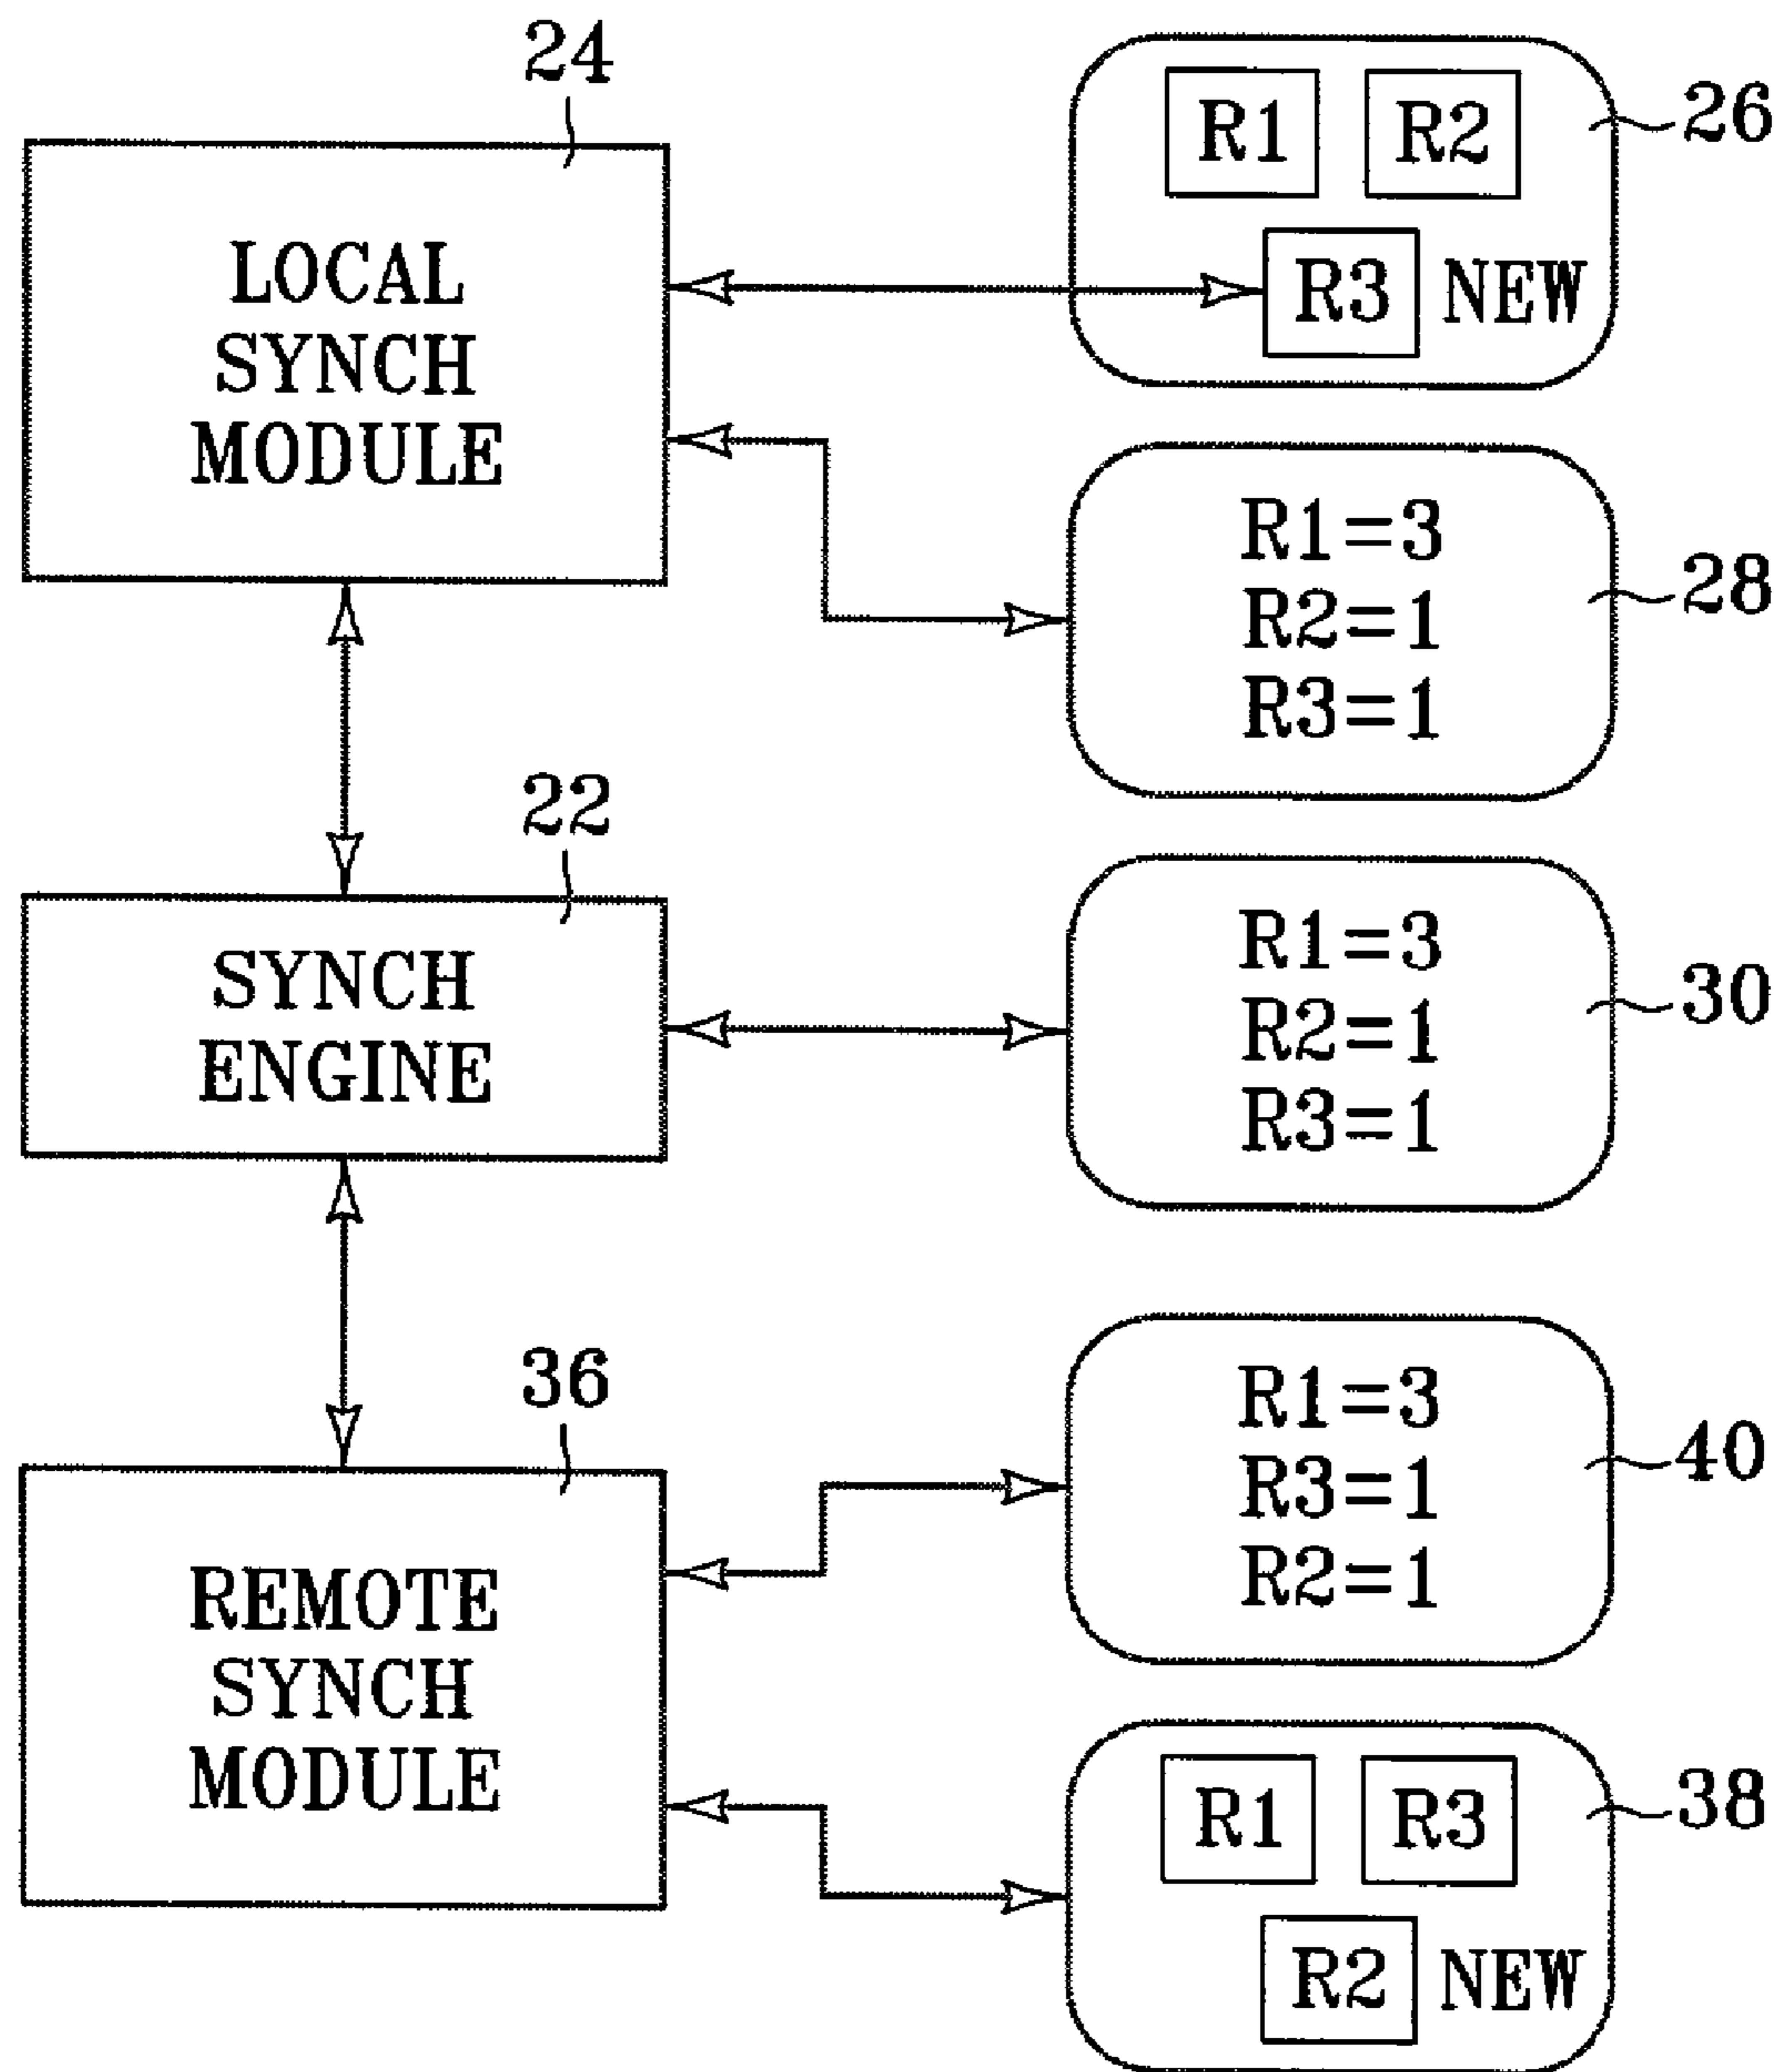 24
LOCAL
SYNCH
MODULE
R1 R2
R3 NEW
26
R1=3
R2=1
R3=1
28
22
SYNCH
ENGINE
R1=3
R2=1
R3=1
30
36
REMOTE
SYNCH
MODULE
R1=3
R3=1
R2=1
40
R1 R3
R2 NEW
38